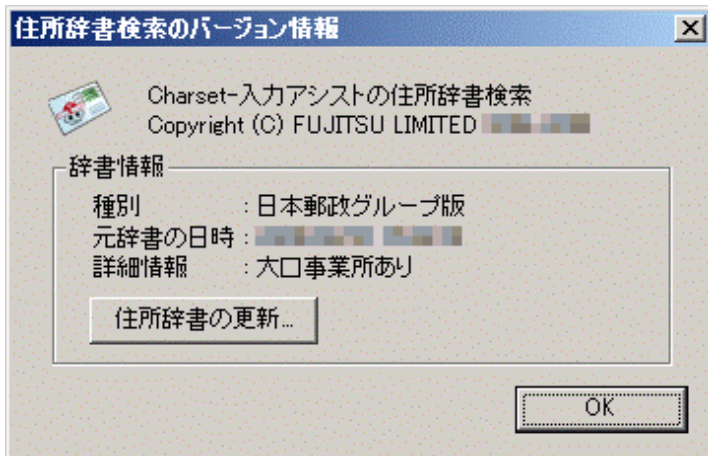 住所辞書検索のバージョン情報
Charset-入力アシストの住所辞書検索
Copyright (C) FUJITSU LIMITED
辞書情報
種別 :日本郵政グループ版
元辞書の日時 :
詳細情報 :大口事業所あり
住所辞書の更新...
OK